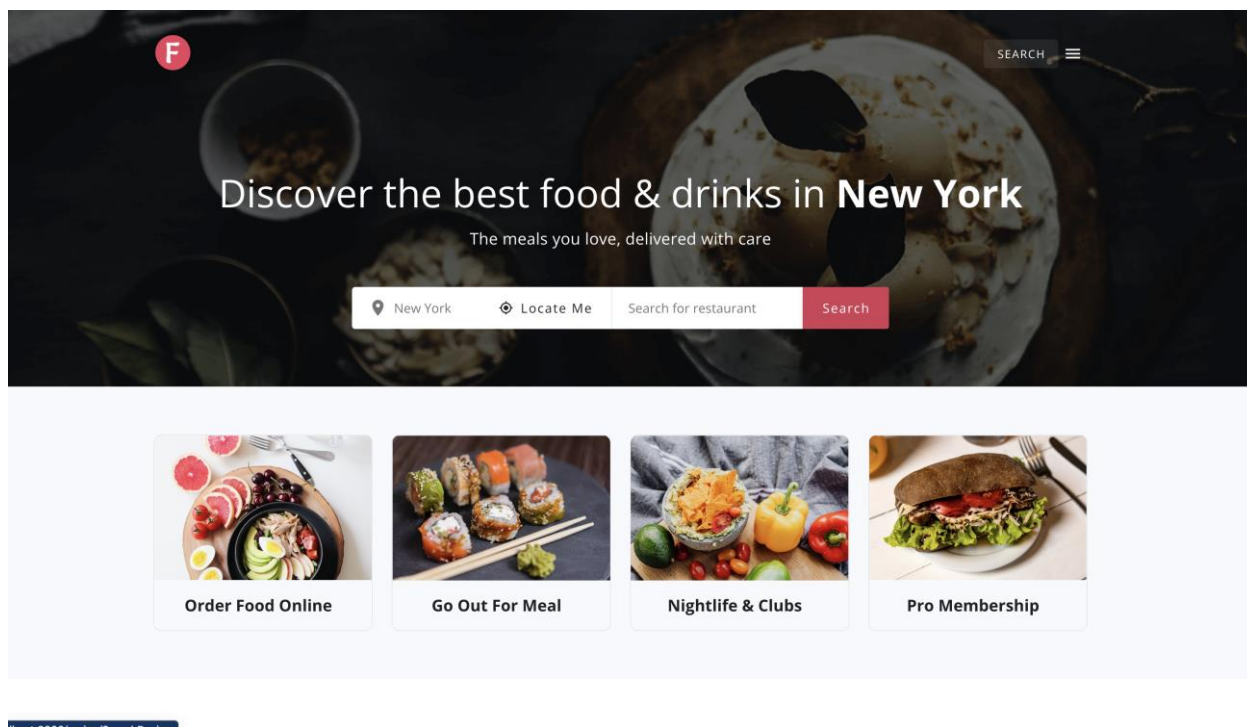 F
SEARCH
Discover the best food & drinks in New York
The meals you love, delivered with care
New York
Locate Me
Search for restaurant
Search
Order Food Online
Go Out For Meal
Nightlife & Clubs
Pro Membership